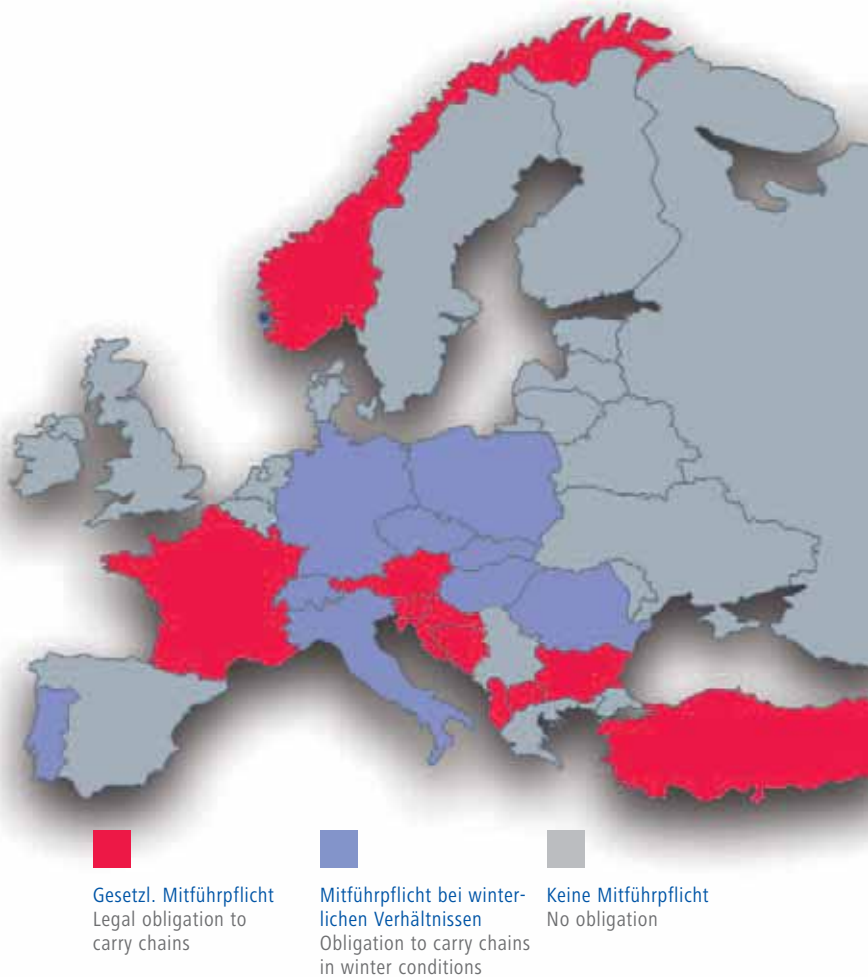 Gesetzl. Mitführpflicht
Legal obligation to
carry chains
Mitführpflicht bei winter-
lichen Verhältnissen
Obligation to carry chains
in winter conditions
Keine Mitführpflicht
No obligation